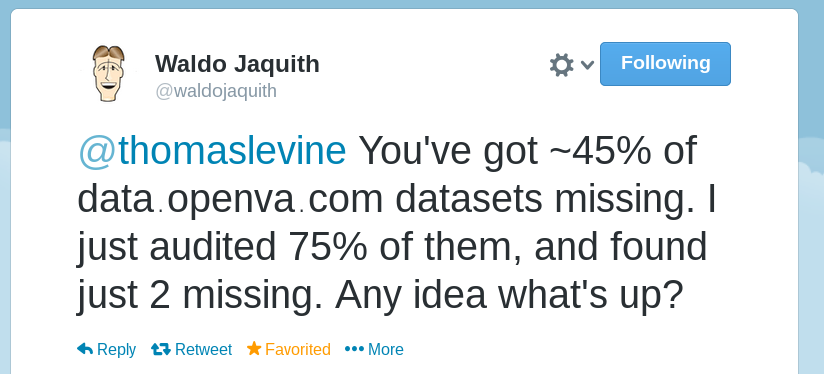 Waldo Jaquith
Following
@waldojaquith
@thomaslevine You've got ~45% of
data.openva.com datasets missing. I
just audited 75% of them, and found
just 2 missing. Any idea what's up?
Reply Retweet Favorited More